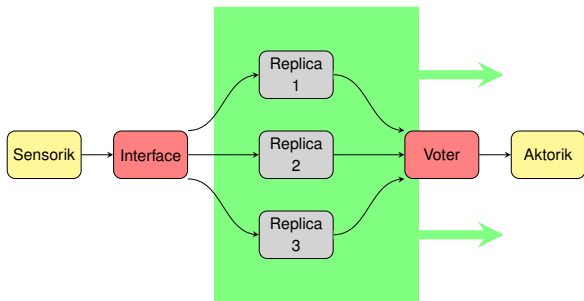 Replica
1
Sensorik
Interface
Replica
2
Voter
Aktorik
Replica
3